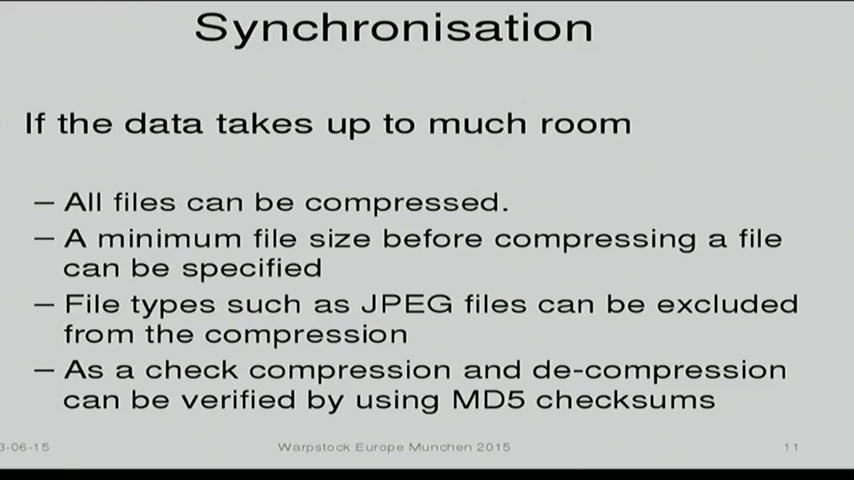 Synchronisation
If the data takes up to much room
– All files can be compressed.
– A minimum file size before compressing a file
can be specified
– File types such as JPEG files can be excluded
from the compression
– As a check compression and de-compression
can be verified by using MD5 checksums
3-06-15 Warpstock Europe Munchen 2015 11